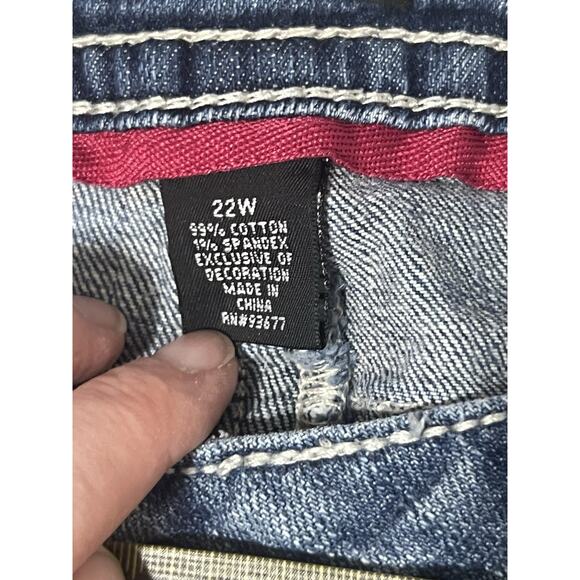 22W
99% COTTON
1% SPANDEX
EXCLUSIVE OF
DECORATION
MADE IN
CHINA
RN#93677